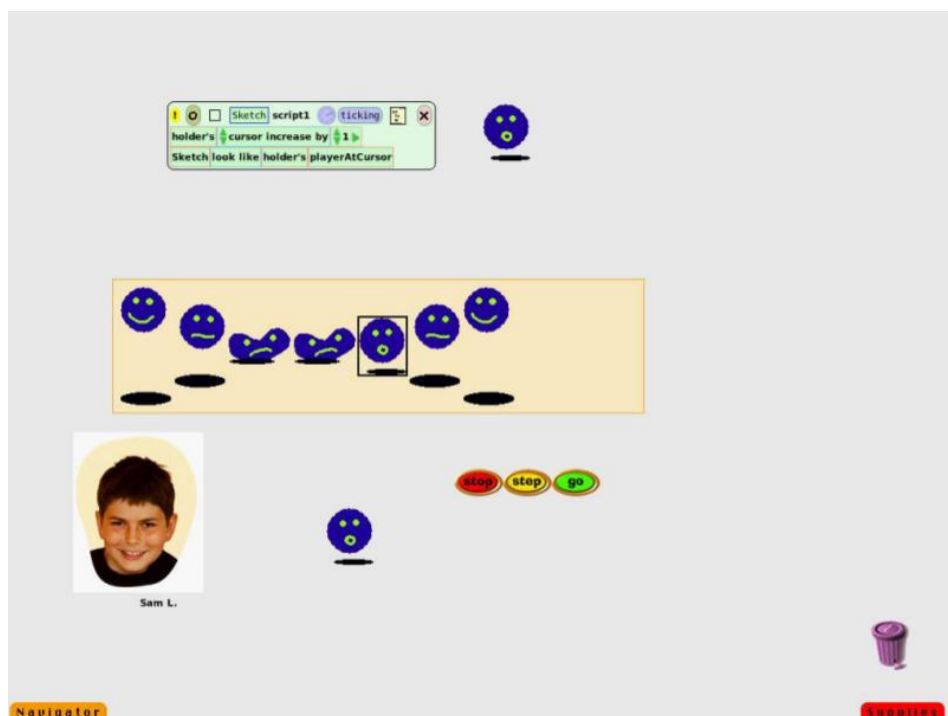 ! Sketch script1 ticking
holder's cursor increase by 1
Sketch look like holder's playerAtCursor
stop step go
Sam L.
Navigator
Supplies